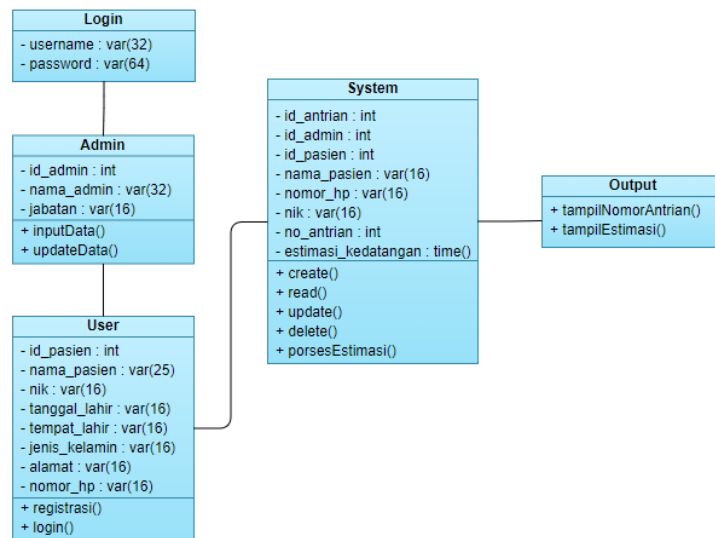 Login
- username : var(32)
- password : var(64)
Admin
- id_admin : int
- nama_admin : var(32)
- jabatan : var(16)
+ inputData()
+ updateData()
User
- id_pasien : int
- nama_pasien : var(25)
- nik : var(16)
- tanggal_lahir : var(16)
- tempat_lahir : var(16)
- jenis_kelamin : var(16)
- alamat : var(16)
- nomor_hp : var(16)
+ registrasi()
+ login()
System
- id_antrian : int
- id_admin : int
- id_pasien : int
- nama_pasien : var(16)
- nomor_hp : var(16)
- nik : var(16)
- no_antrian : int
- estimasi_kedatangan : time()
+ create()
+ read()
+ update()
+ delete()
+ porsesEstimasi()
Output
+ tampilNomorAntrian()
+ tampilEstimasi()